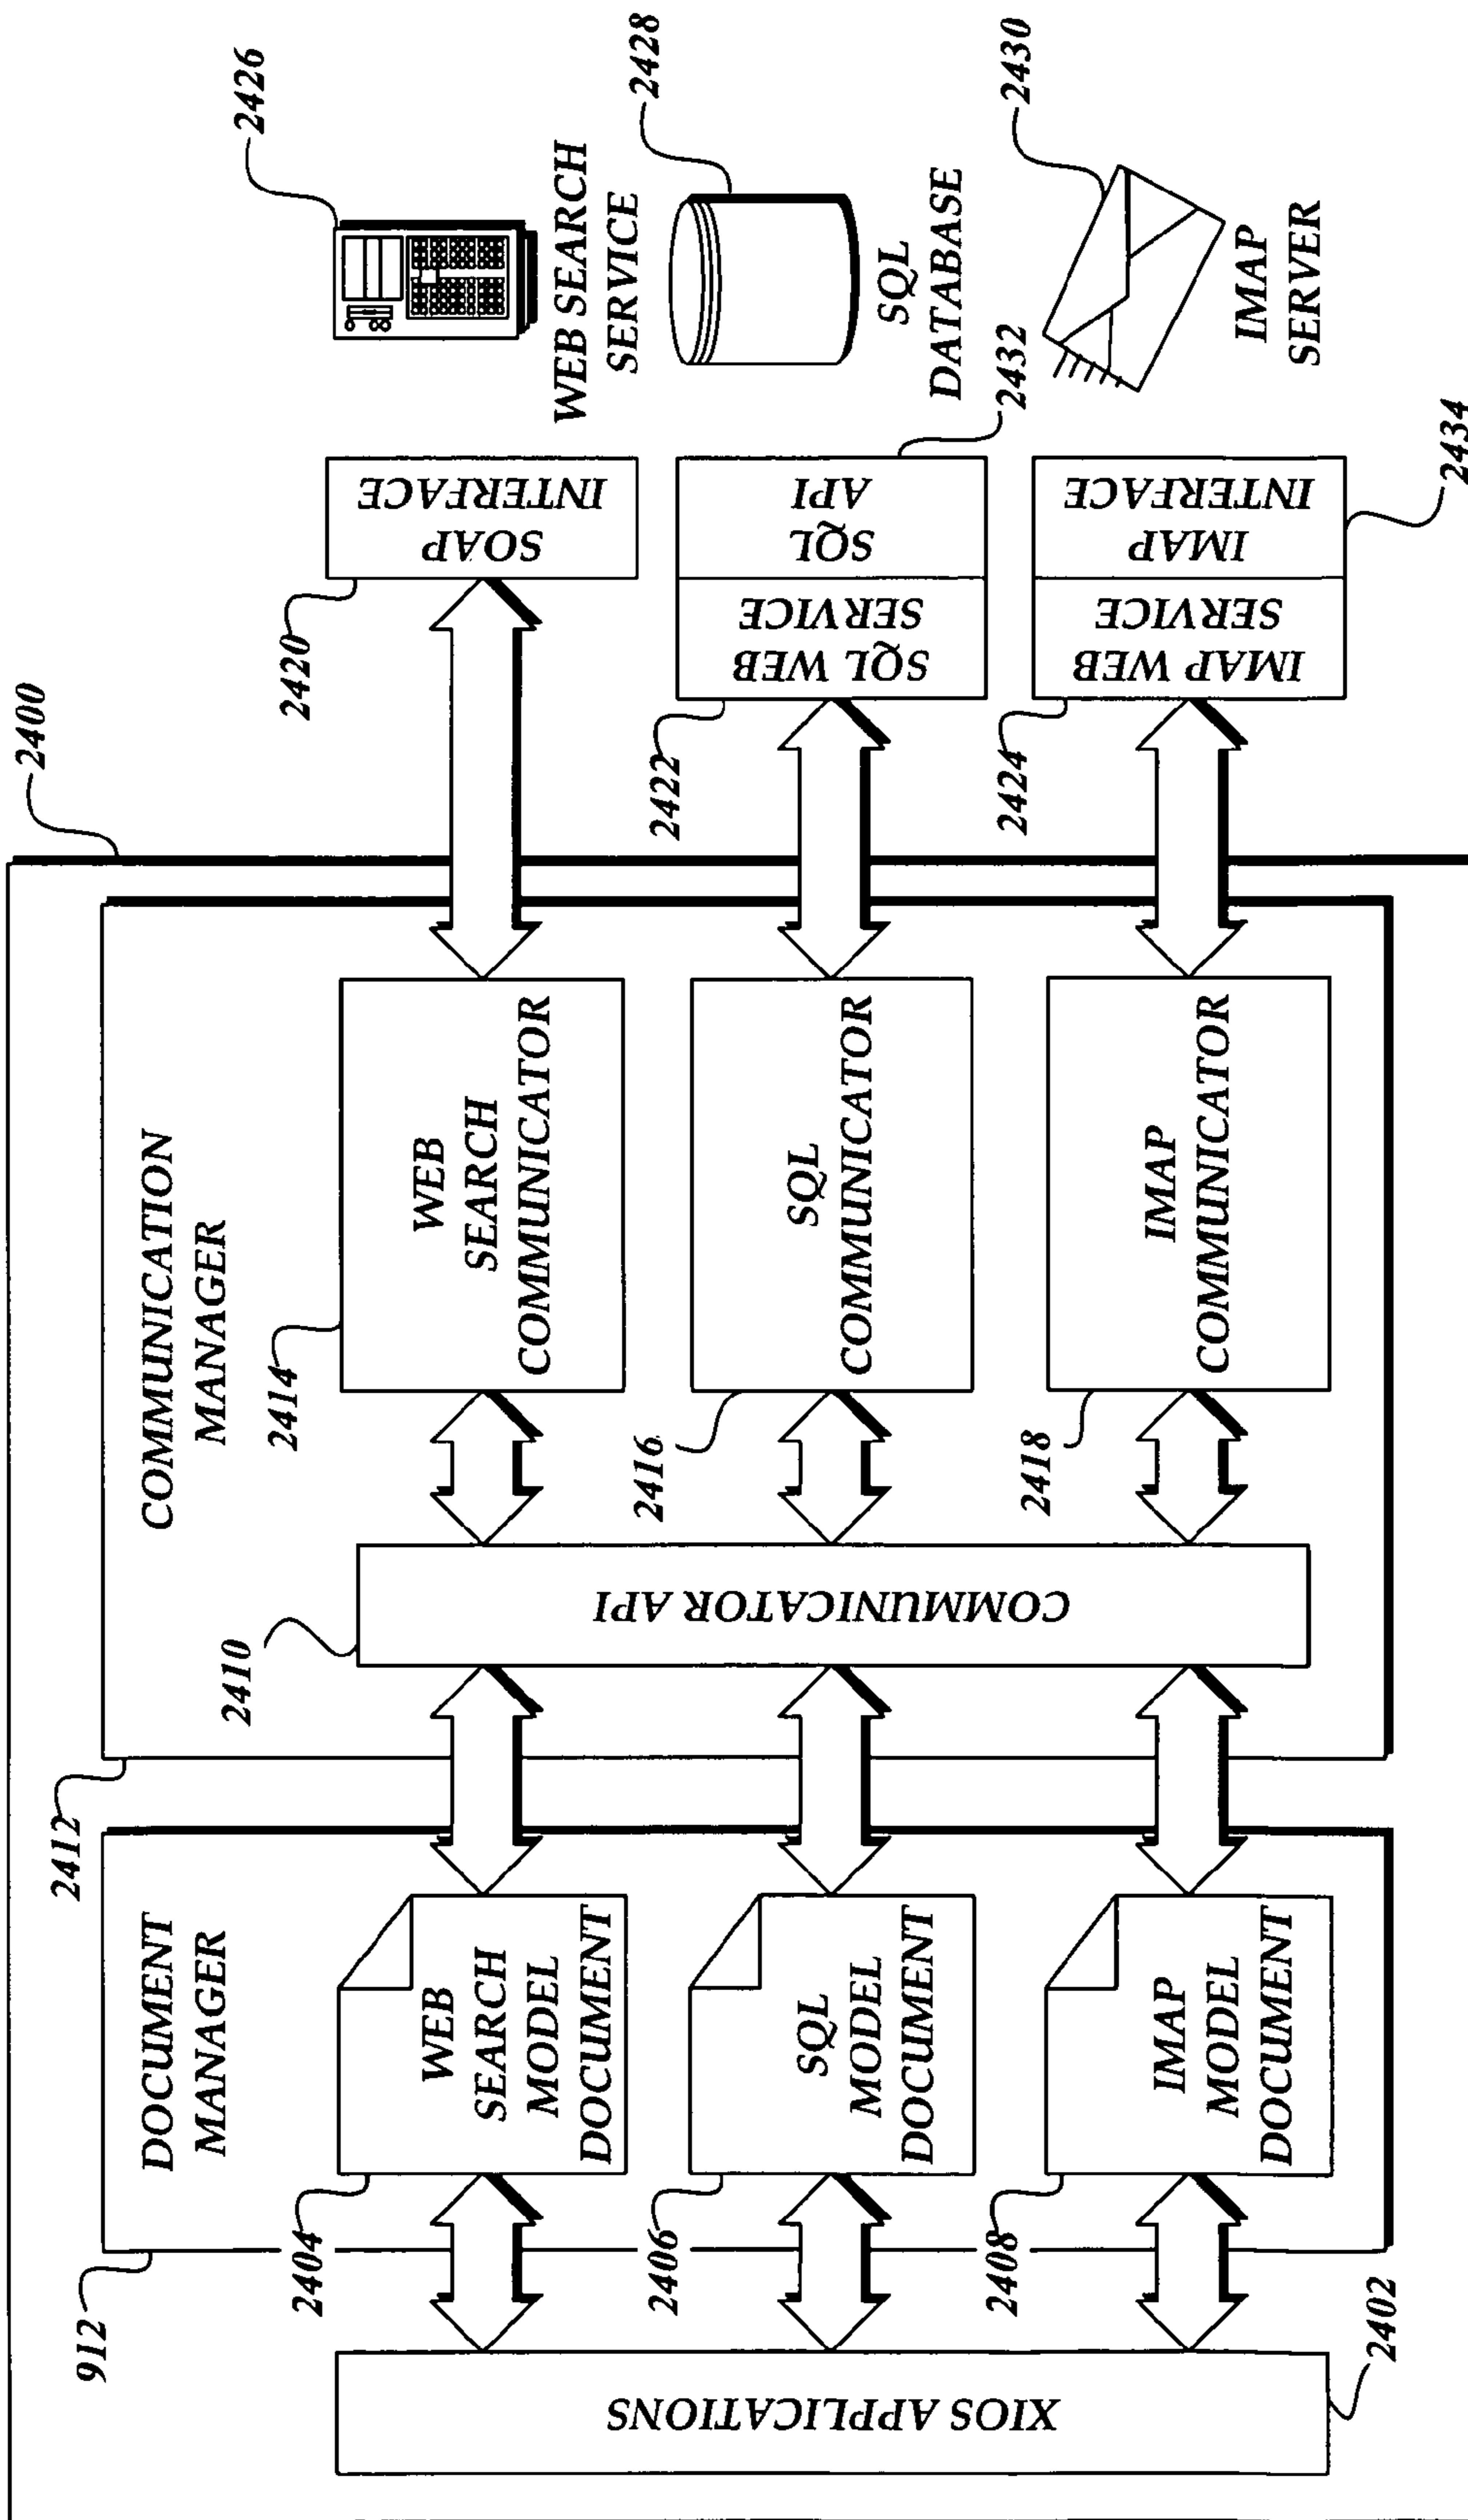 2400
912
DOCUMENT
MANAGER
2412
COMMUNICATION
MANAGER
2402
XIOS APPLICATIONS
2404
WEB
SEARCH
MODEL
DOCUMENT
2406
SQL
MODEL
DOCUMENT
2408
IMAP
MODEL
DOCUMENT
2410
COMMUNICATOR API
2414
WEB
SEARCH
COMMUNICATOR
2416
SQL
COMMUNICATOR
2418
IMAP
COMMUNICATOR
2420
SOAP
INTERFACE
2422
SQL WEB
SERVICE
SQL
API
2432
2424
IMAP WEB
SERVICE
IMAP
INTERFACE
2434
2426
WEB SEARCH
SERVICE
2428
SQL
DATABASE
2430
IMAP
SERVER